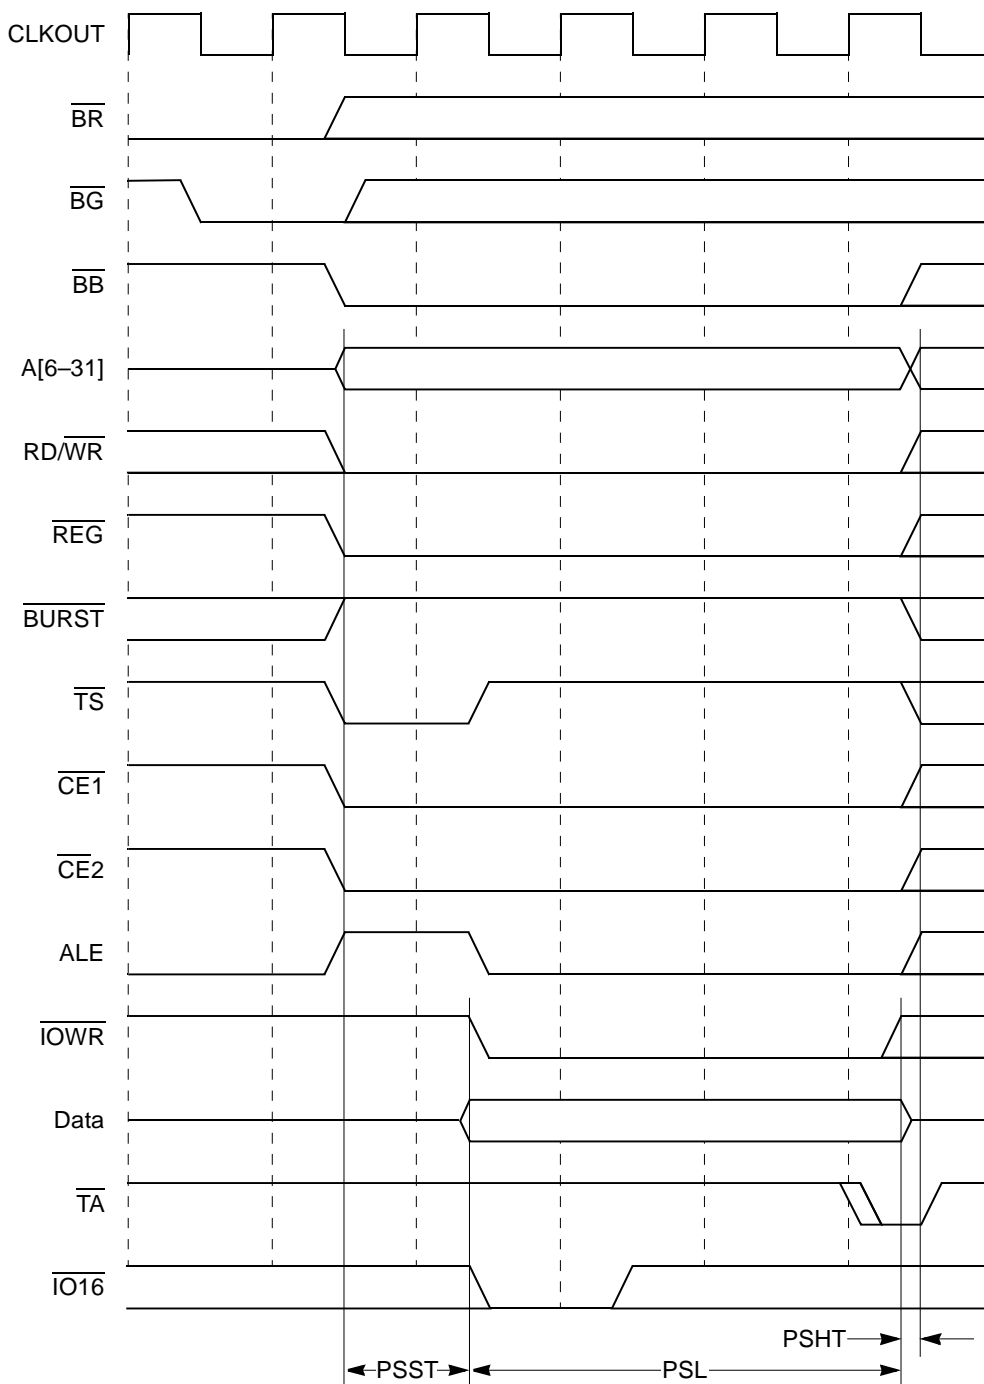 CLKOUT
BR
BG
BB
A[6–31]
RD/WR
REG
BURST
TS
CE1
CE2
ALE
IOWR
Data
TA
IO16
PSHT
PSST
PSL